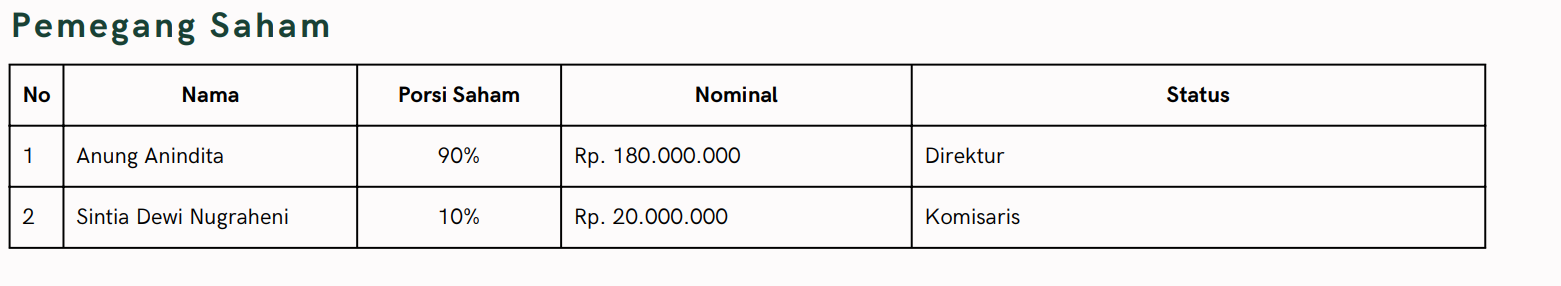 Pemegang Saham
No Nama Porsi Saham Nominal Status
1 Anung Anindita 90% Rp. 180.000.000 Direktur
2 Sintia Dewi Nugraheni 10% Rp. 20.000.000 Komisaris